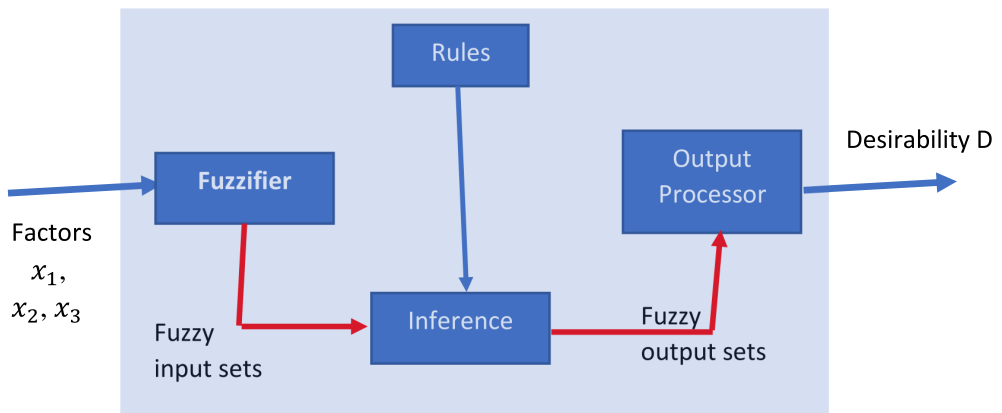 Rules
Desirability D
Output
Processor
Fuzzifier
Factors
x₁,
x₂, x₃
Inference
Fuzzy
input sets
Fuzzy
output sets